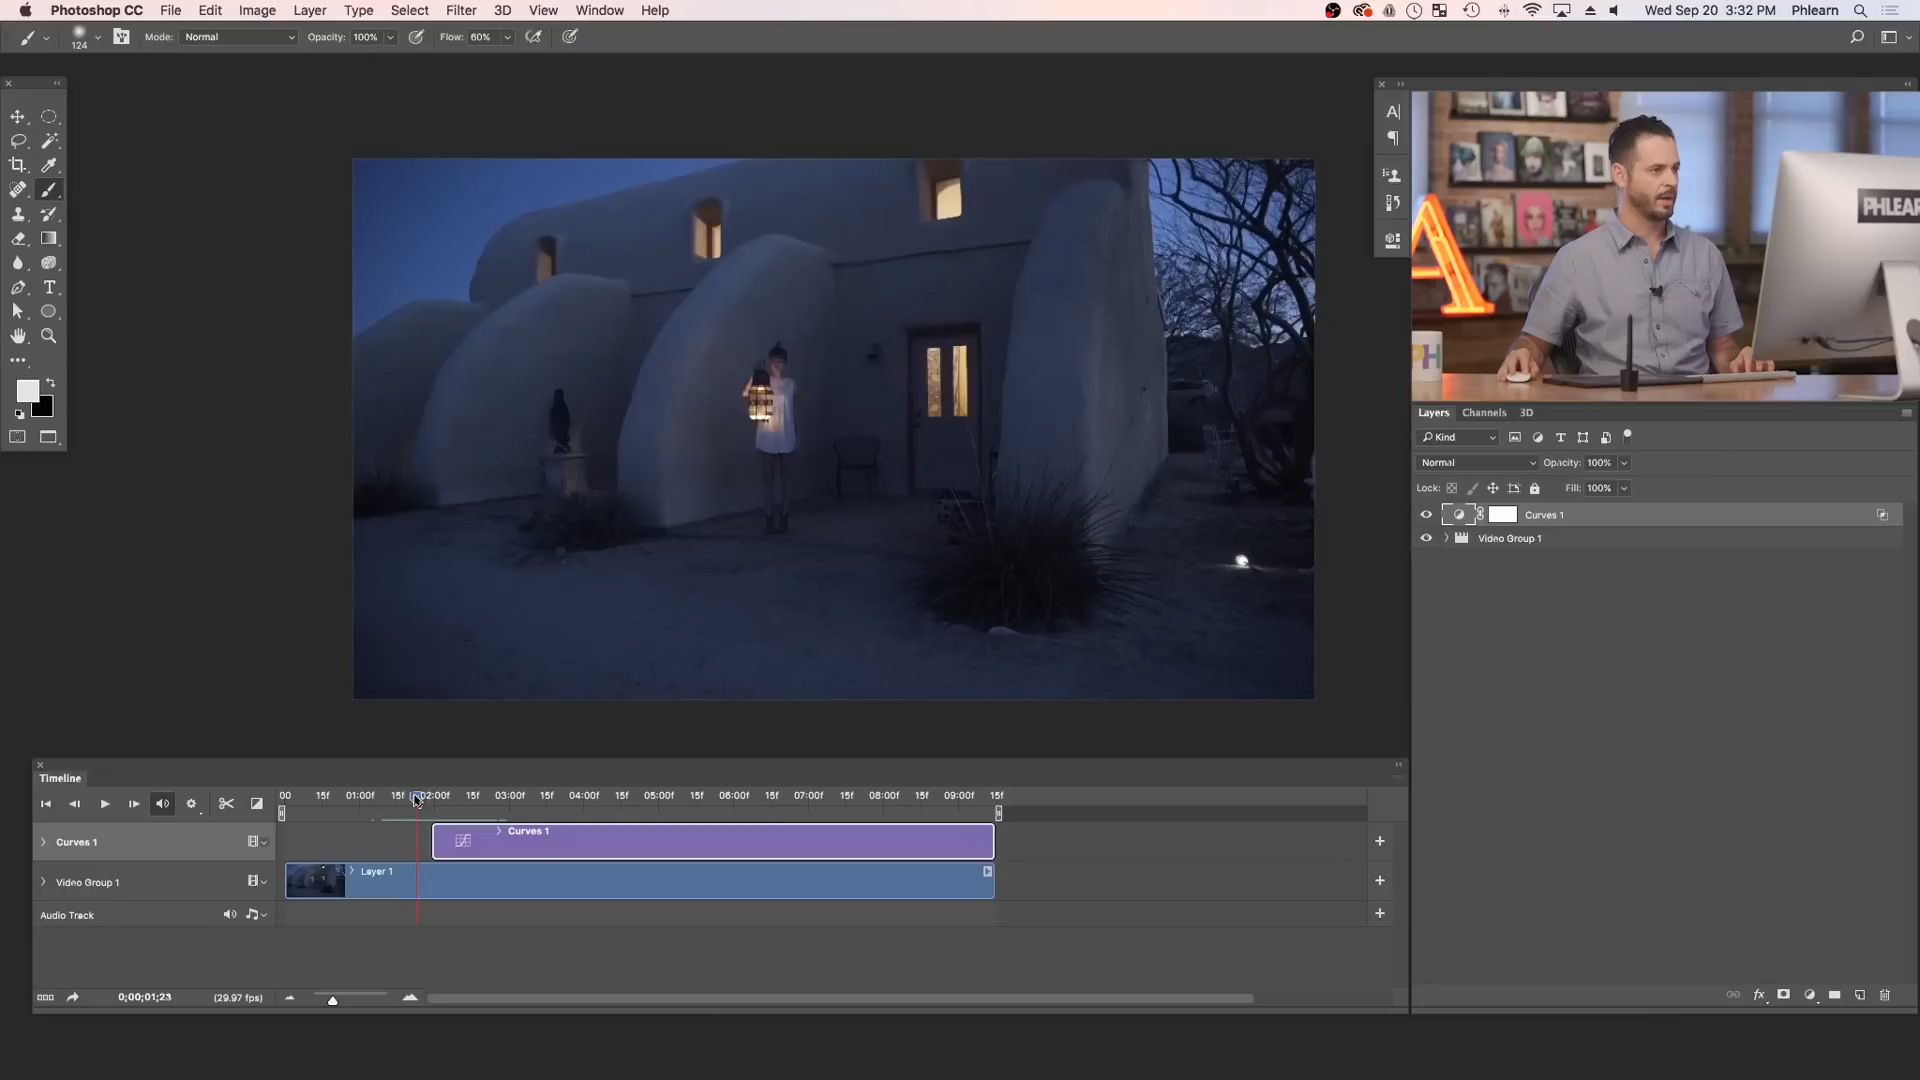 Photoshop CC File Edit Image Layer Type Select Filter 3D View Window Help Wed Sep 20 3:32 PM Phlearn
124 Mode: Normal Opacity: 100% Flow: 60%
A|
PHLEARN
PH
Layers Channels 3D
Kind
Normal Opacity: 100%
Lock: Fill: 100%
Curves 1
Video Group 1
Timeline
00 15f 01:00f 15f 02:00f 15f 03:00f 15f 04:00f 15f 05:00f 15f 06:00f 15f 07:00f 15f 08:00f 15f 09:00f 15f
Curves 1 Curves 1
Video Group 1 Layer 1
Audio Track
0;00;01;23 (29.97 fps)
fx